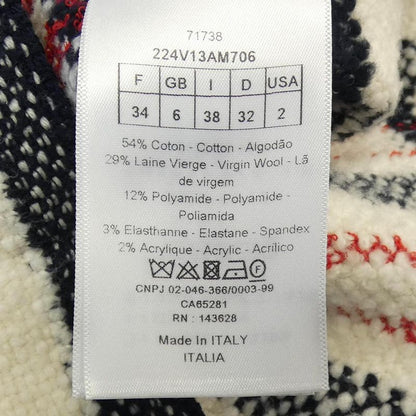 71738
224V13AM706
F GB I D USA
34 6 38 32 2
54% Coton - Cotton - Algodão
29% Laine Vierge - Virgin Wool - Lã
de virgem
12% Polyamide - Polyamide -
Poliamida
3% Elasthanne - Elastane - Spandex
2% Acrylique - Acrylic - Acrílico
F
CNPJ 02-046-366/0003-99
CA65281
RN : 143628
Made In ITALY
ITALIA